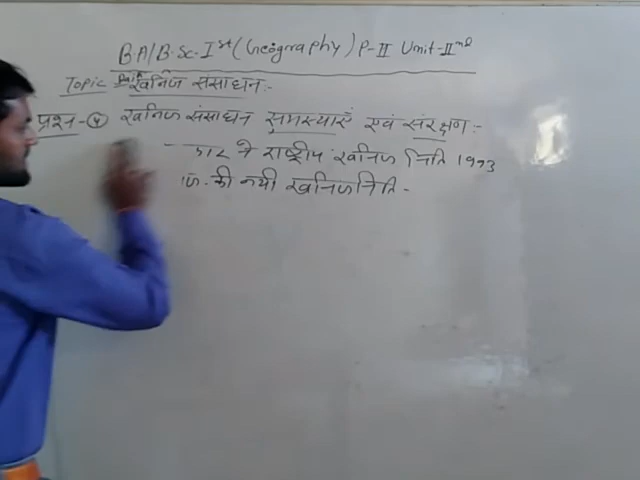 B.A/B.Sc-Ist (Geography) P-II Unit-IInd
Topic खनिज संसाधन:-
प्रश्न-④ खनिज संसाधन समस्याएँ एवं संरक्षण:-
ने राष्ट्रीय खनिज निति 1993
की नयी खनिजनिति-